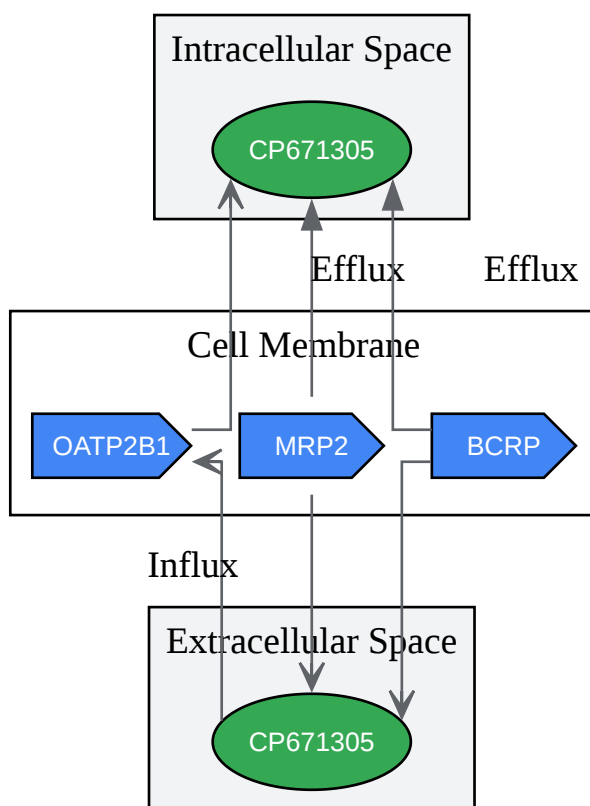 Intracellular Space
CP671305
Efflux
Efflux
Cell Membrane
OATP2B1
MRP2
BCRP
Influx
Extracellular Space
CP671305